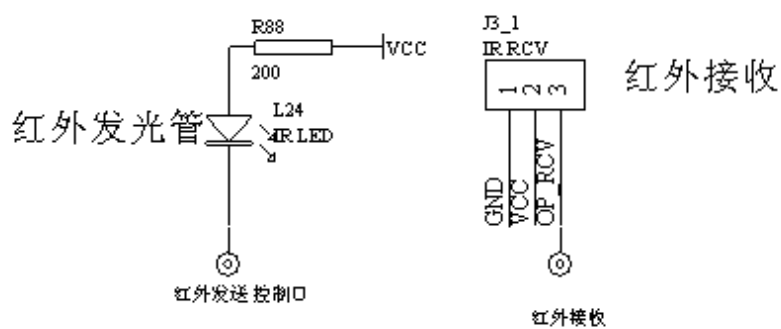 R88
VCC
200
红外发光管
L24
IR LED
红外发送控制口
J3_1
IR RCV
1
2
3
红外接收
GND
VCC
OP_RCV
红外接收